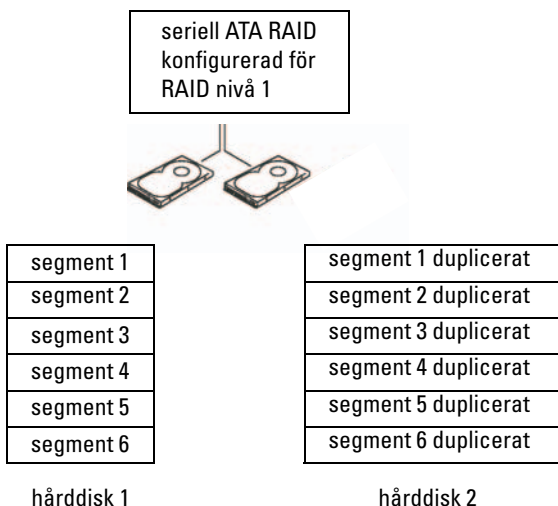 seriell ATA RAID
konfigurerad för
RAID nivå 1
segment 1
segment 2
segment 3
segment 4
segment 5
segment 6
hårddisk 1
segment 1 duplicerat
segment 2 duplicerat
segment 3 duplicerat
segment 4 duplicerat
segment 5 duplicerat
segment 6 duplicerat
hårddisk 2